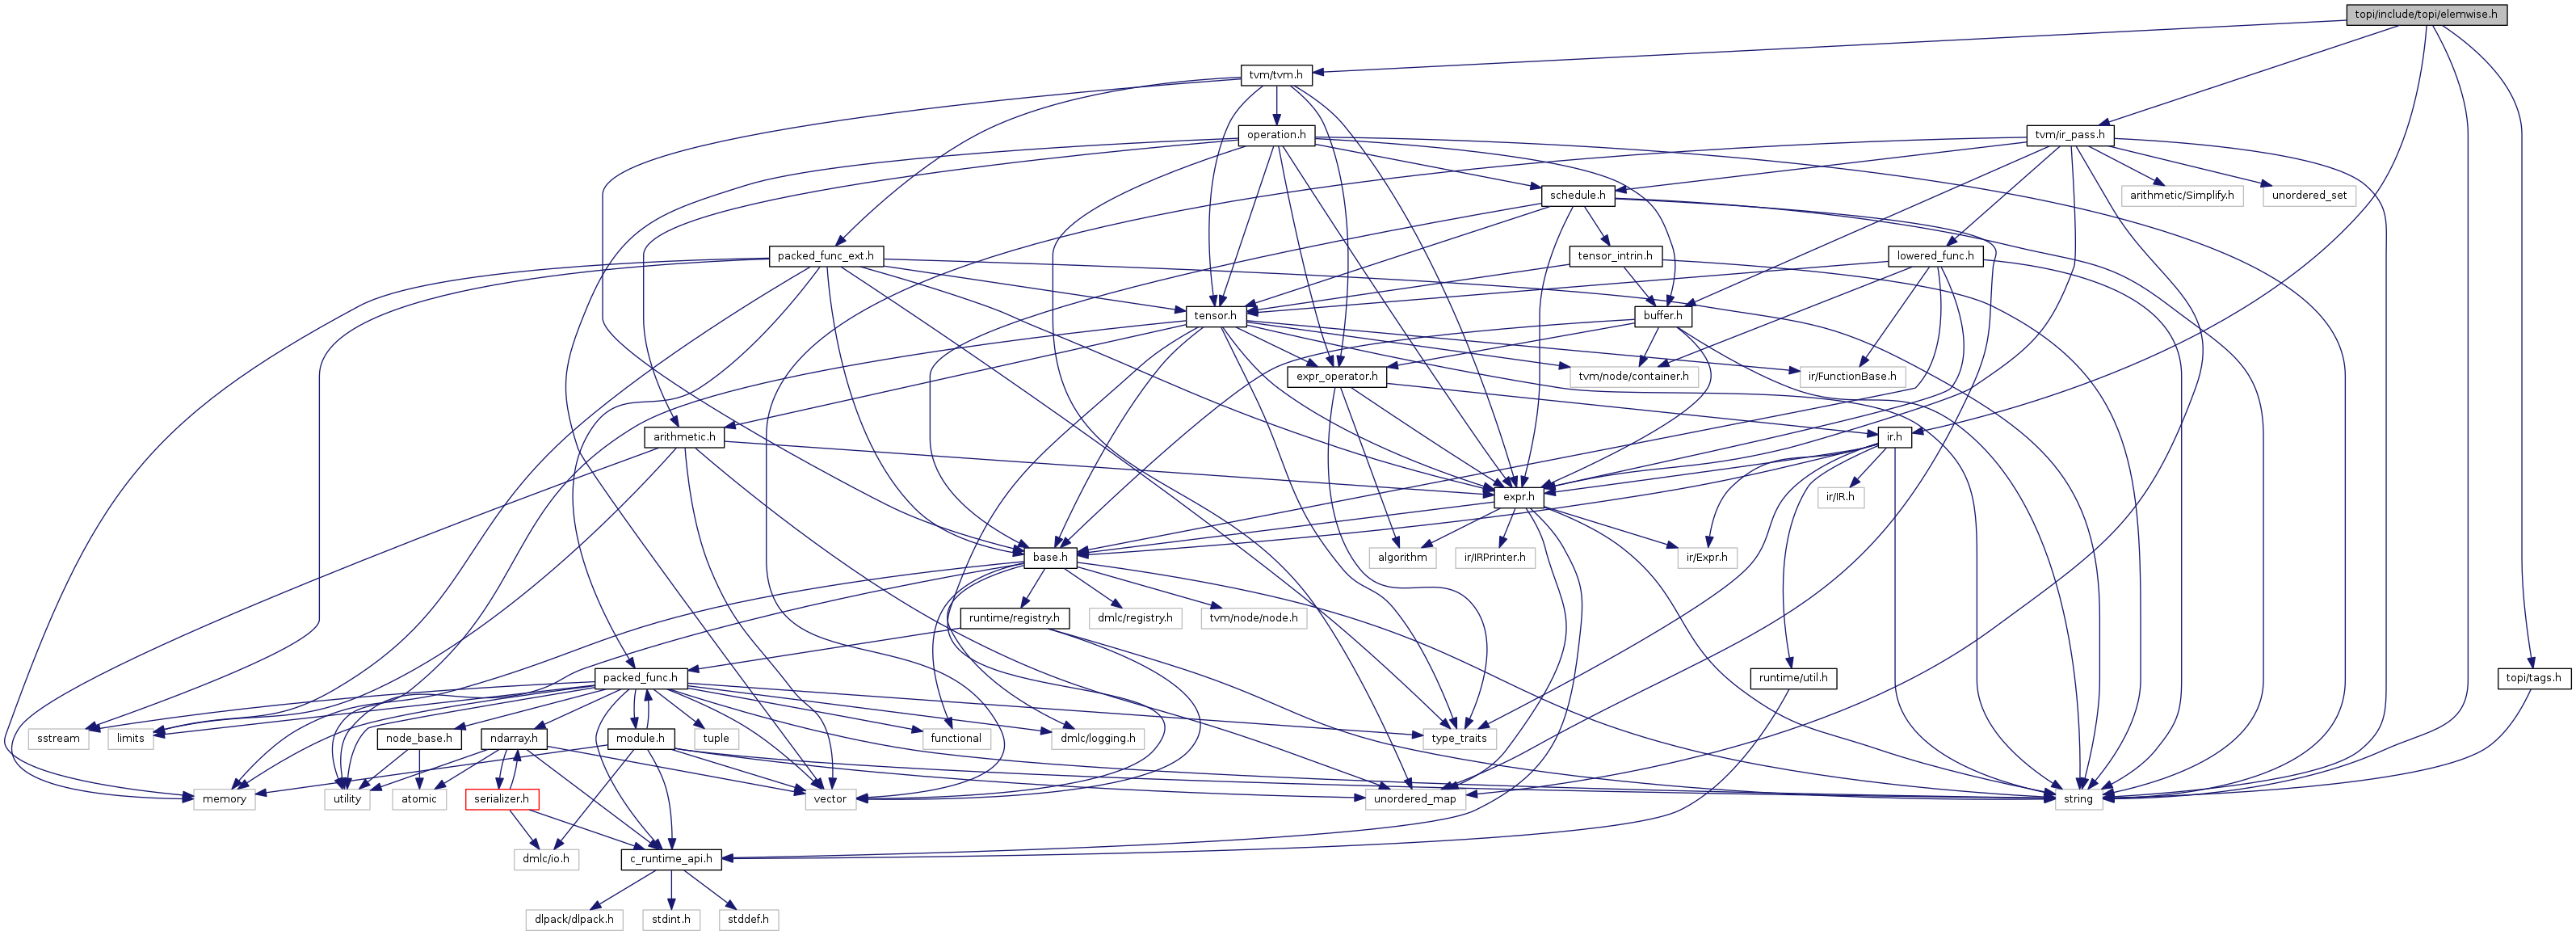 topi/include/topi/elemwise.h
tvm/tvm.h
operation.h
tvm/ir_pass.h
schedule.h
arithmetic/Simplify.h
unordered_set
packed_func_ext.h
tensor_intrin.h
lowered_func.h
tensor.h
buffer.h
expr_operator.h
tvm/node/container.h
ir/FunctionBase.h
arithmetic.h
ir.h
expr.h
ir/IR.h
base.h
algorithm
ir/IRPrinter.h
ir/Expr.h
runtime/registry.h
dmlc/registry.h
tvm/node/node.h
packed_func.h
runtime/util.h
topi/tags.h
sstream
limits
node_base.h
ndarray.h
module.h
tuple
functional
dmlc/logging.h
type_traits
memory
utility
atomic
serializer.h
vector
unordered_map
string
dmlc/io.h
c_runtime_api.h
dlpack/dlpack.h
stdint.h
stddef.h